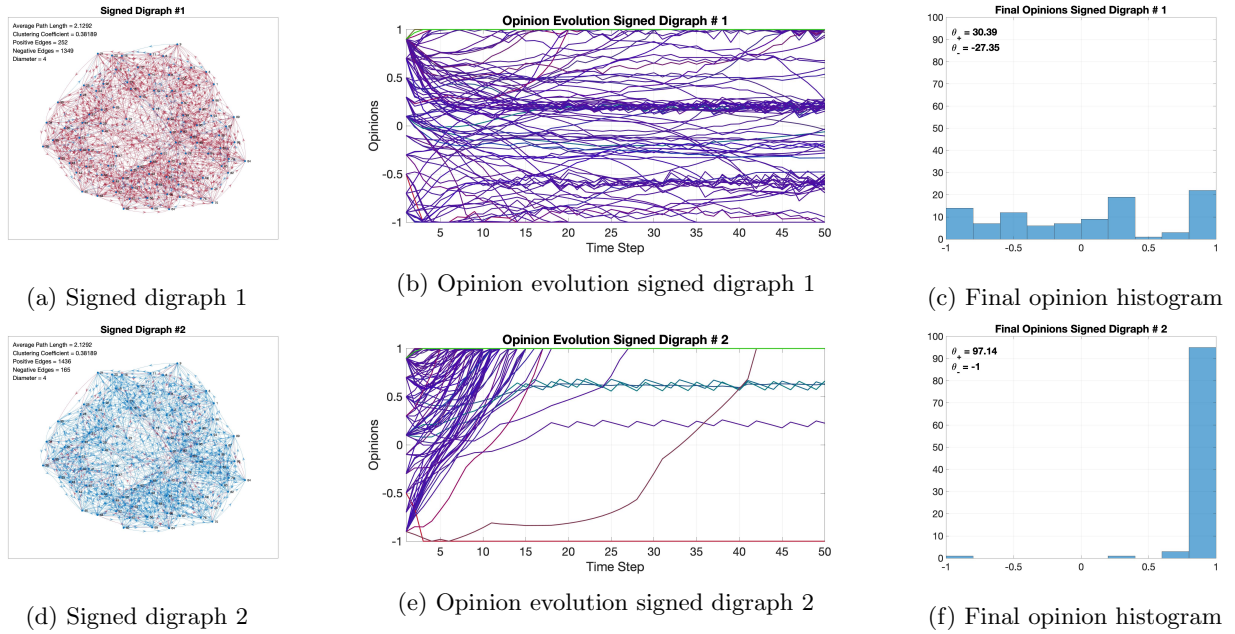 Signed Digraph #1
Average Path Length = 2.1292
Clustering Coefficient = 0.38189
Positive Edges = 252
Negative Edges = 1349
Diameter = 4
(a) Signed digraph 1
Opinion Evolution Signed Digraph # 1
1
0.5
0
-0.5
-1
Opinions
5 10 15 20 25 30 35 40 45 50
Time Step
(b) Opinion evolution signed digraph 1
Final Opinions Signed Digraph # 1
θ+ = 30.39
θ- = -27.35
100
90
80
70
60
50
40
30
20
10
0
-1 -0.5 0 0.5 1
(c) Final opinion histogram
Signed Digraph #2
Average Path Length = 2.1292
Clustering Coefficient = 0.38189
Positive Edges = 1436
Negative Edges = 165
Diameter = 4
(d) Signed digraph 2
Opinion Evolution Signed Digraph # 2
1
0.5
0
-0.5
-1
Opinions
5 10 15 20 25 30 35 40 45 50
Time Step
(e) Opinion evolution signed digraph 2
Final Opinions Signed Digraph # 2
θ+ = 97.14
θ- = -1
100
90
80
70
60
50
40
30
20
10
0
-1 -0.5 0 0.5 1
(f) Final opinion histogram